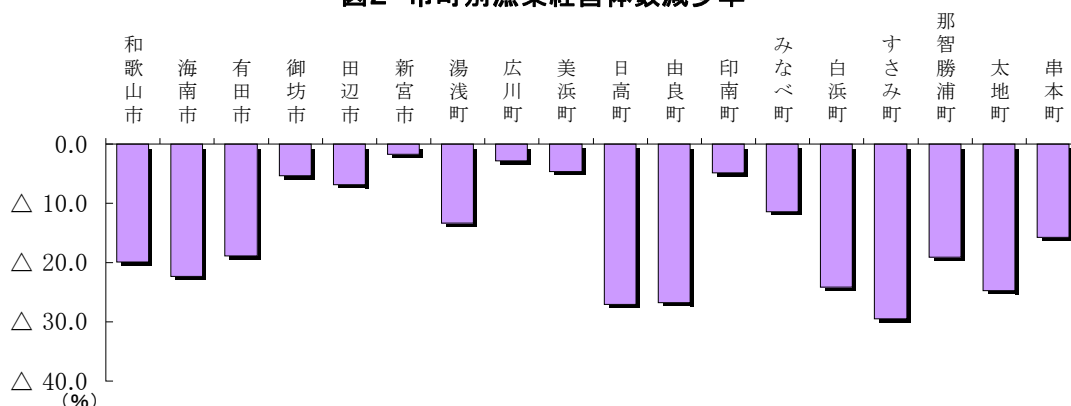 図2 市町別漁業経営体数減少率
和歌山市
海南市
有田市
御坊市
田辺市
新宮市
湯浅町
広川町
美浜町
日高町
由良町
印南町
みなべ町
白浜町
すさみ町
那智勝浦町
太地町
串本町
0.0
△ 10.0
△ 20.0
△ 30.0
△ 40.0
(%)